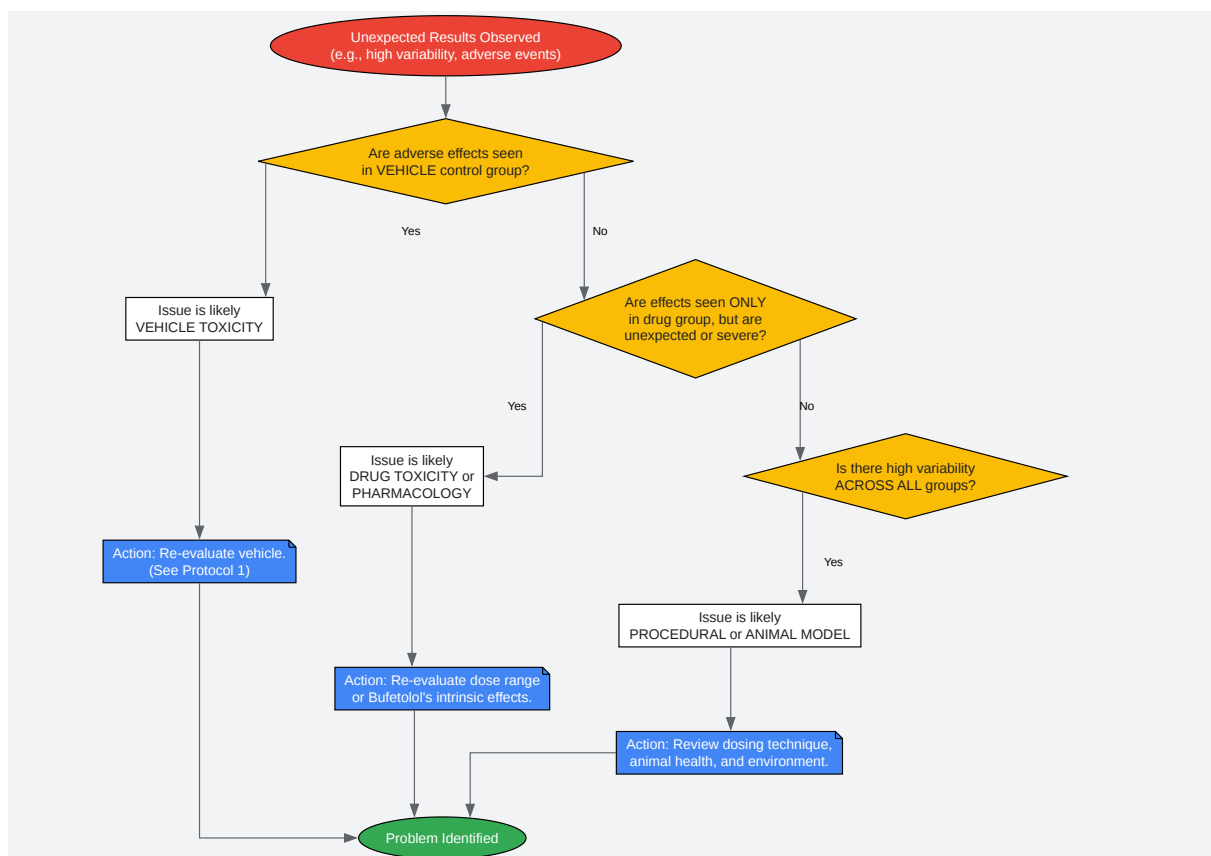 Unexpected Results Observed
(e.g., high variability, adverse events)
Are adverse effects seen
in VEHICLE control group?
Yes
No
Issue is likely
VEHICLE TOXICITY
Are effects seen ONLY
in drug group, but are
unexpected or severe?
Yes
No
Issue is likely
DRUG TOXICITY or
PHARMACOLOGY
Is there high variability
ACROSS ALL groups?
Action: Re-evaluate vehicle.
(See Protocol 1)
Yes
Issue is likely
PROCEDURAL or ANIMAL MODEL
Action: Re-evaluate dose range
or Bufetolol's intrinsic effects.
Action: Review dosing technique,
animal health, and environment.
Problem Identified